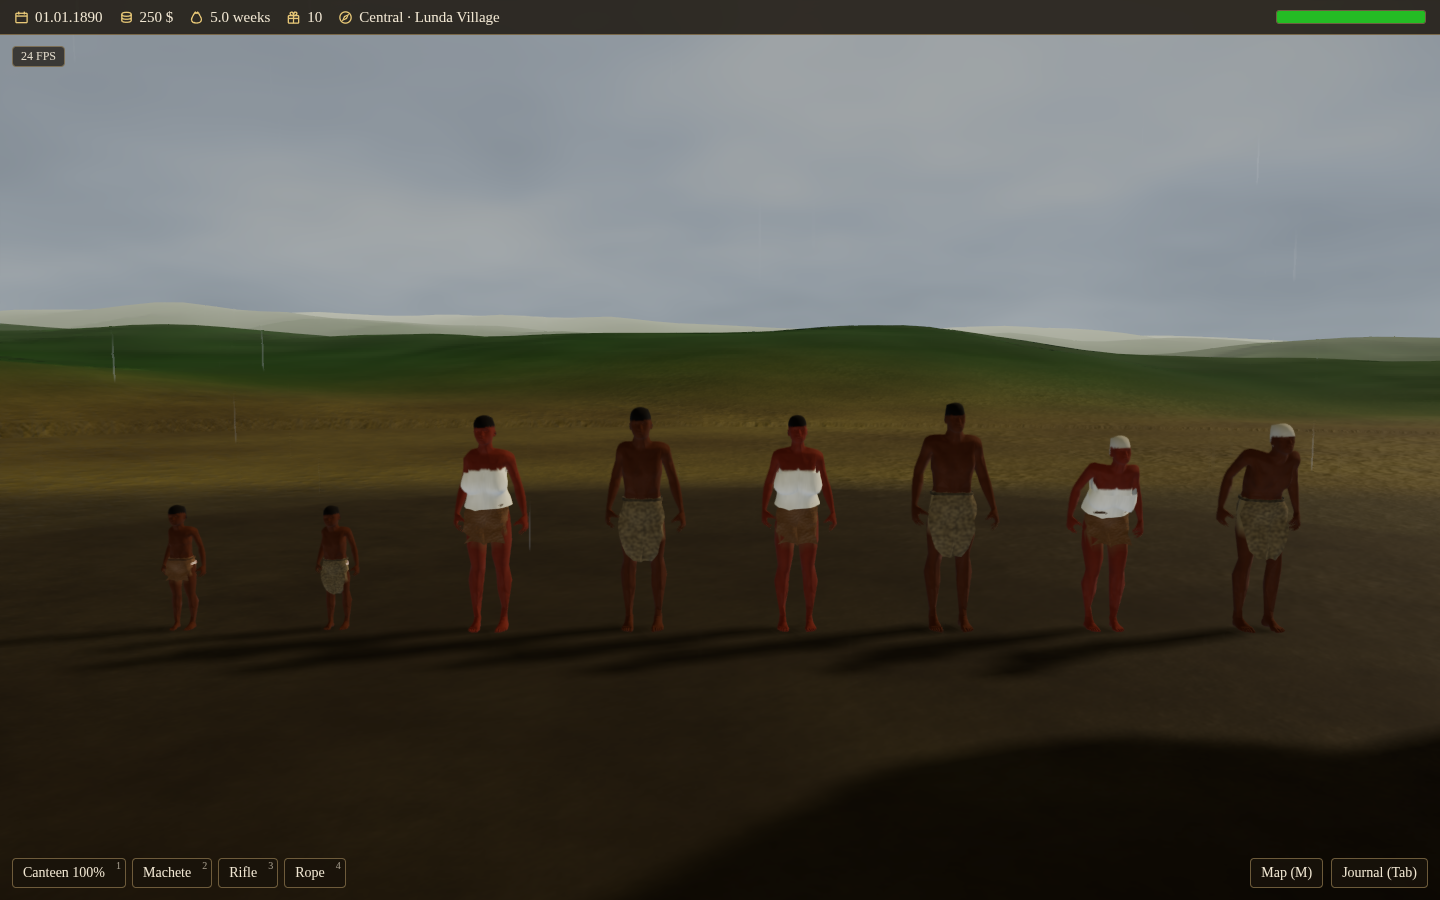 01.01.1890 250 $ 5.0 weeks 10 Central · Lunda Village
24 FPS
Canteen 100% 1 Machete 2 Rifle 3 Rope 4 Map (M) Journal (Tab)